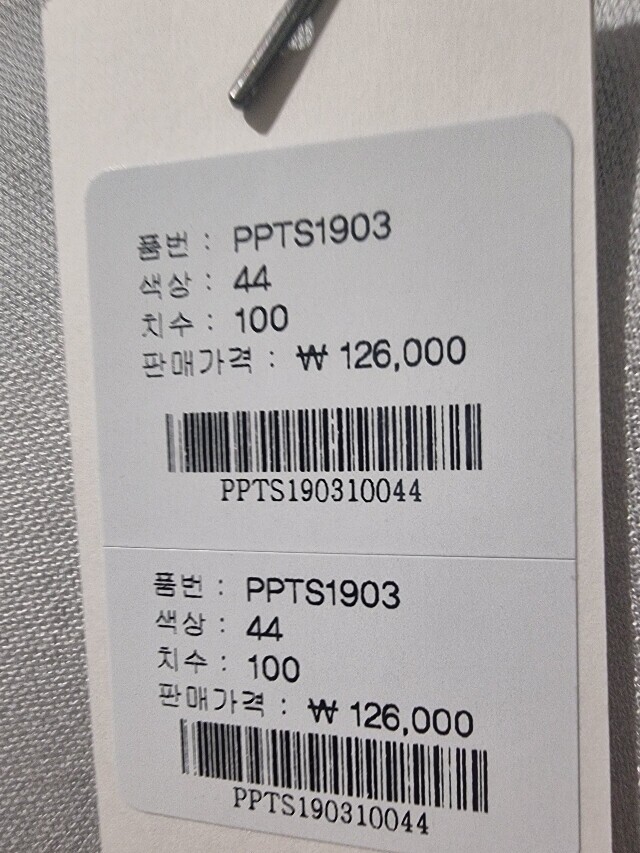 품번 : PPTS1903
색상 : 44
치수 : 100
판매가격 : ₩ 126,000
PPTS190310044
품번 : PPTS1903
색상 : 44
치수 : 100
판매가격 : ₩ 126,000
PPTS190310044